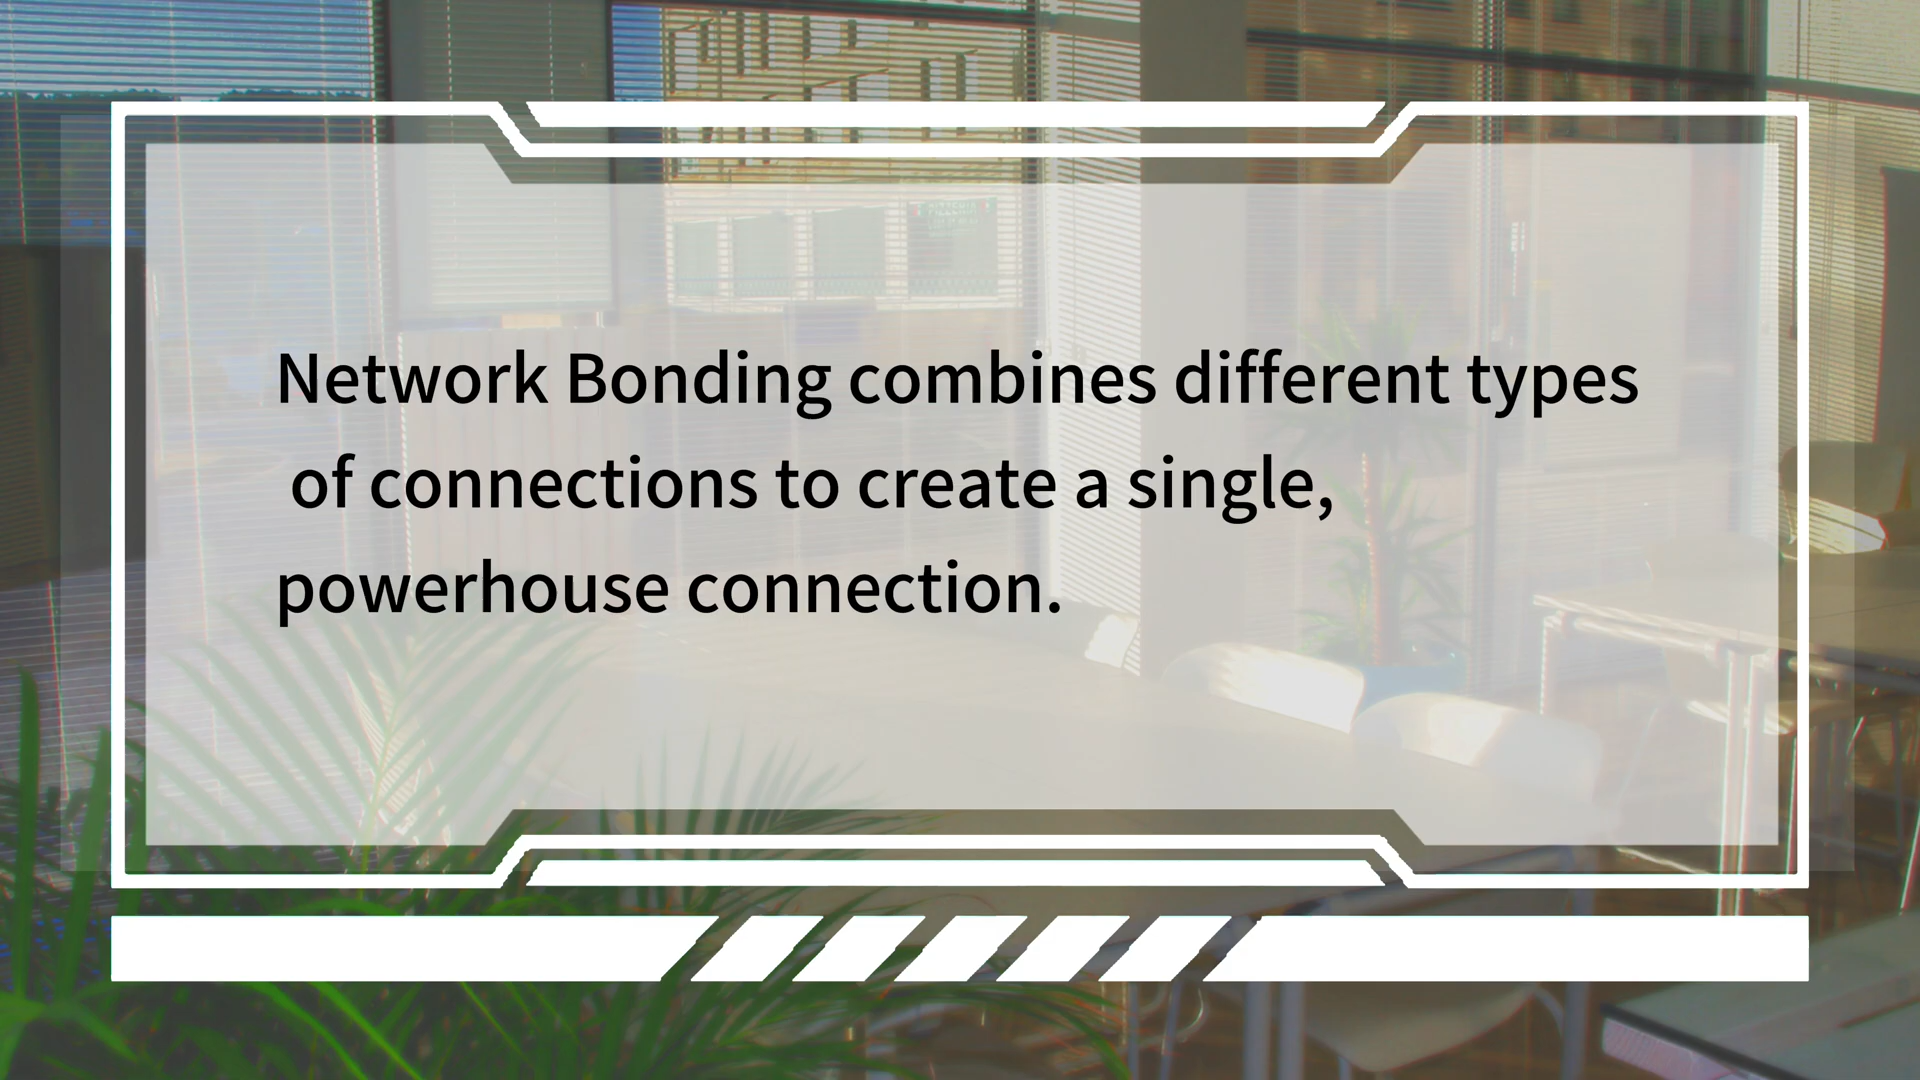 Network Bonding combines different types
of connections to create a single,
powerhouse connection.